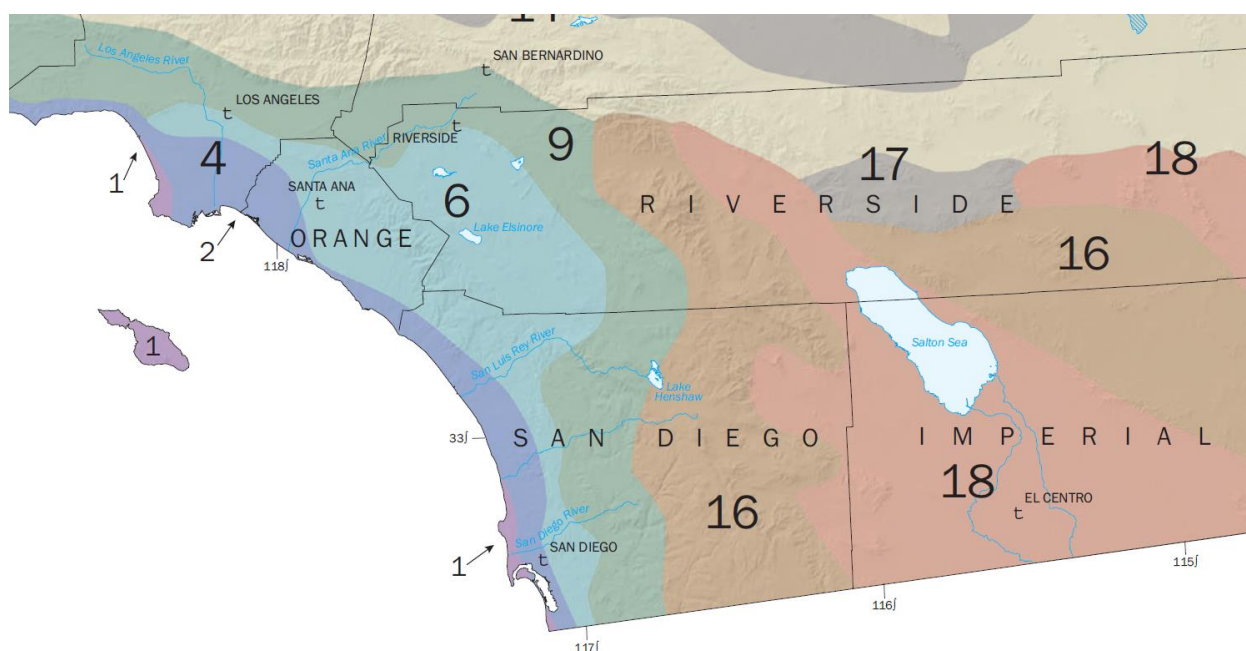 SAN BERNARDINO
Los Angeles River
LOS ANGELES
t
t
t
RIVERSIDE
Santa Ana River
9
17
18
4
1
SANTA ANA
t
6
R I V E R S I D E
2
ORANGE
Lake Elsinore
118∫
16
1
Salton Sea
San Luis Rey River
Lake
Henshaw
33∫
S A N D I E G O
I M P E R I A L
18
EL CENTRO
t
16
San Diego River
SAN DIEGO
t
1
115∫
116∫
117∫